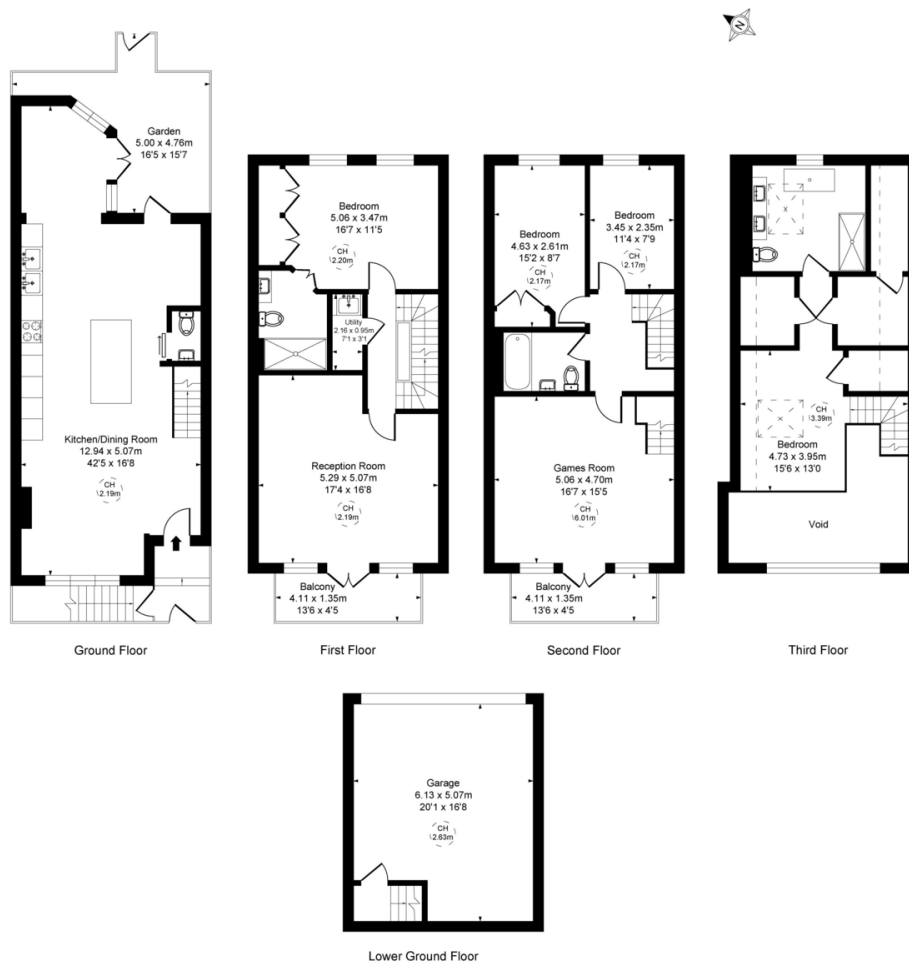 N
Garden
5.00 x 4.76m
16'5 x 15'7
Kitchen/Dining Room
12.94 x 5.07m
42'5 x 16'8
CH
2.19m
Ground Floor
Bedroom
5.06 x 3.47m
16'7 x 11'5
CH
2.20m
Utility
2.16 x 0.95m
7'1 x 3'1
Reception Room
5.29 x 5.07m
17'4 x 16'8
CH
2.19m
Balcony
4.11 x 1.35m
13'6 x 4'5
First Floor
Bedroom
4.63 x 2.61m
15'2 x 8'7
CH
2.17m
Bedroom
3.45 x 2.35m
11'4 x 7'9
CH
2.17m
Games Room
5.06 x 4.70m
16'7 x 15'5
CH
6.01m
Balcony
4.11 x 1.35m
13'6 x 4'5
Second Floor
CH
3.39m
Bedroom
4.73 x 3.95m
15'6 x 13'0
Void
Third Floor
Garage
6.13 x 5.07m
20'1 x 16'8
CH
2.63m
Lower Ground Floor